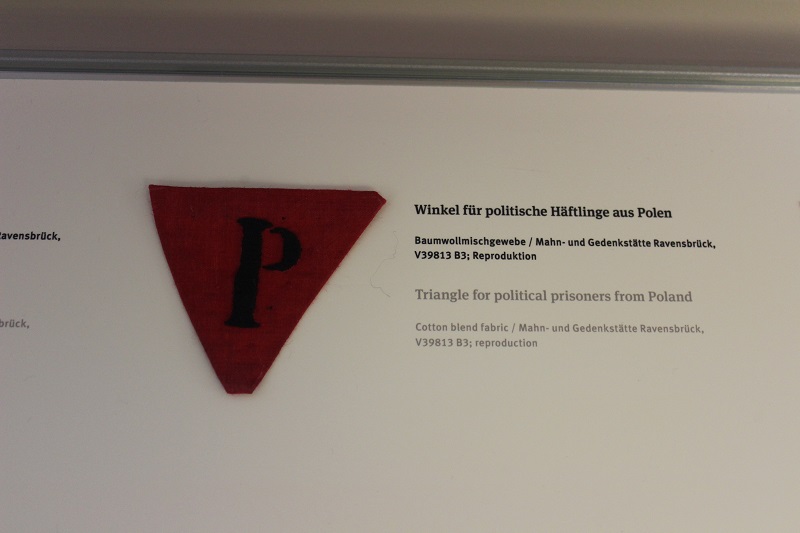 Ravensbrück,
brück,
P
Winkel für politische Häftlinge aus Polen
Baumwollmischgewebe / Mahn- und Gedenkstätte Ravensbrück,
V39813 B3; Reproduktion
Triangle for political prisoners from Poland
Cotton blend fabric / Mahn- und Gedenkstätte Ravensbrück,
V39813 B3; reproduction